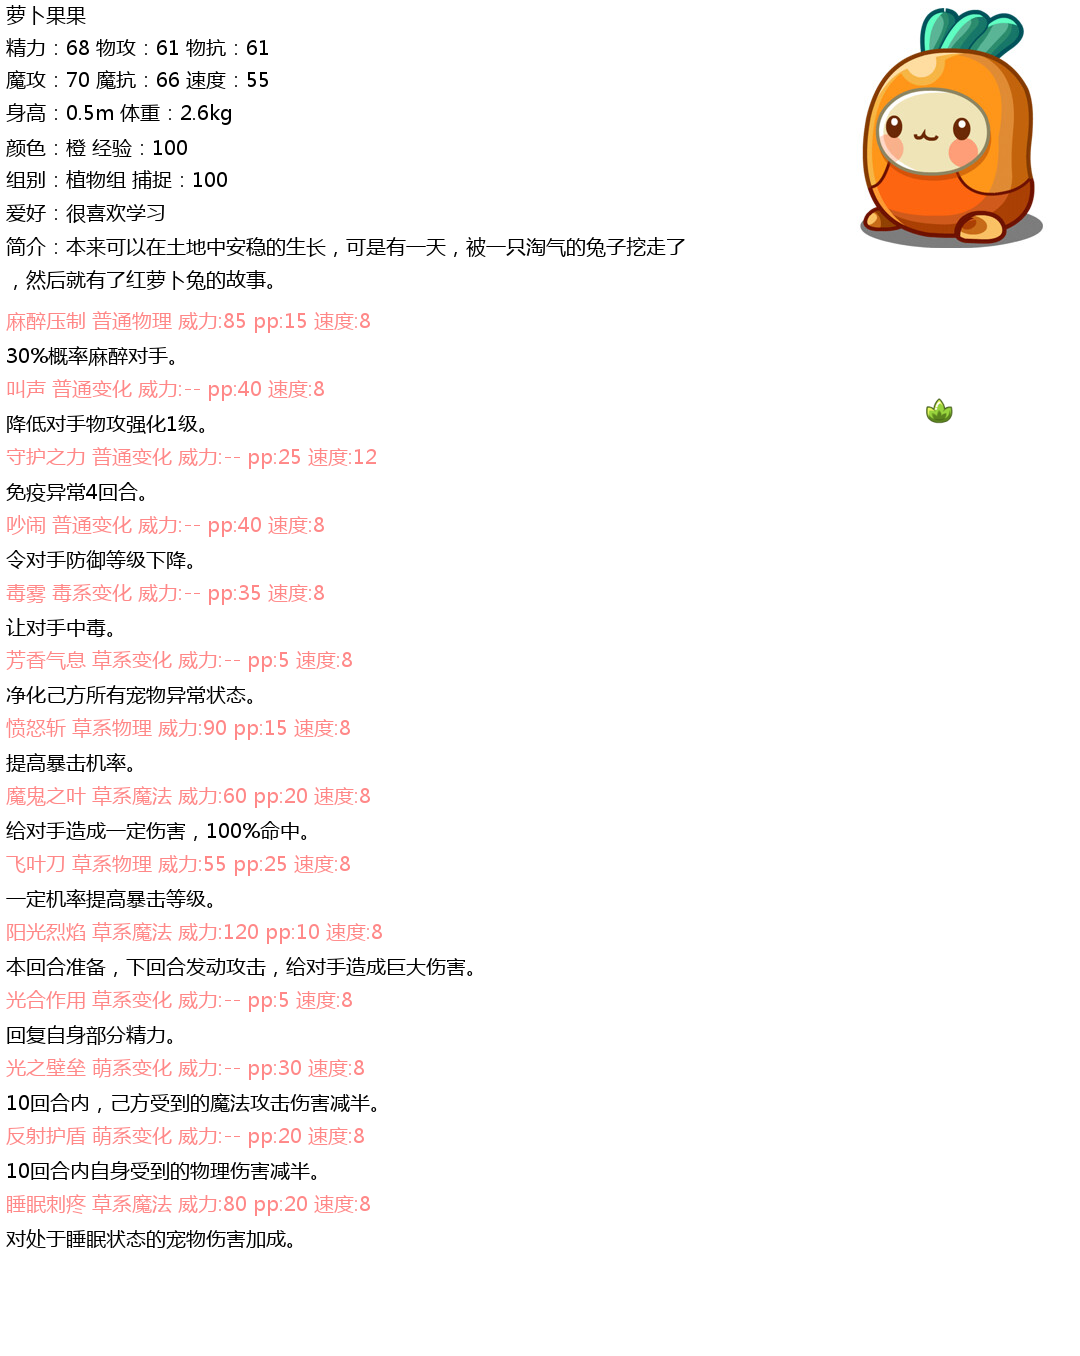 萝卜果果
精力：68 物攻：61 物抗：61
魔攻：70 魔抗：66 速度：55
身高：0.5m 体重：2.6kg
颜色：橙 经验：100
组别：植物组 捕捉：100
爱好：很喜欢学习
简介：本来可以在土地中安稳的生长，可是有一天，被一只淘气的兔子挖走了
，然后就有了红萝卜兔的故事。
麻醉压制 普通物理 威力:85 pp:15 速度:8
30%概率麻醉对手。
叫声 普通变化 威力:-- pp:40 速度:8
降低对手物攻强化1级。
守护之力 普通变化 威力:-- pp:25 速度:12
免疫异常4回合。
吵闹 普通变化 威力:-- pp:40 速度:8
令对手防御等级下降。
毒雾 毒系变化 威力:-- pp:35 速度:8
让对手中毒。
芳香气息 草系变化 威力:-- pp:5 速度:8
净化己方所有宠物异常状态。
愤怒斩 草系物理 威力:90 pp:15 速度:8
提高暴击机率。
魔鬼之叶 草系魔法 威力:60 pp:20 速度:8
给对手造成一定伤害，100%命中。
飞叶刀 草系物理 威力:55 pp:25 速度:8
一定机率提高暴击等级。
阳光烈焰 草系魔法 威力:120 pp:10 速度:8
本回合准备，下回合发动攻击，给对手造成巨大伤害。
光合作用 草系变化 威力:-- pp:5 速度:8
回复自身部分精力。
光之壁垒 萌系变化 威力:-- pp:30 速度:8
10回合内，己方受到的魔法攻击伤害减半。
反射护盾 萌系变化 威力:-- pp:20 速度:8
10回合内自身受到的物理伤害减半。
睡眠刺疼 草系魔法 威力:80 pp:20 速度:8
对处于睡眠状态的宠物伤害加成。